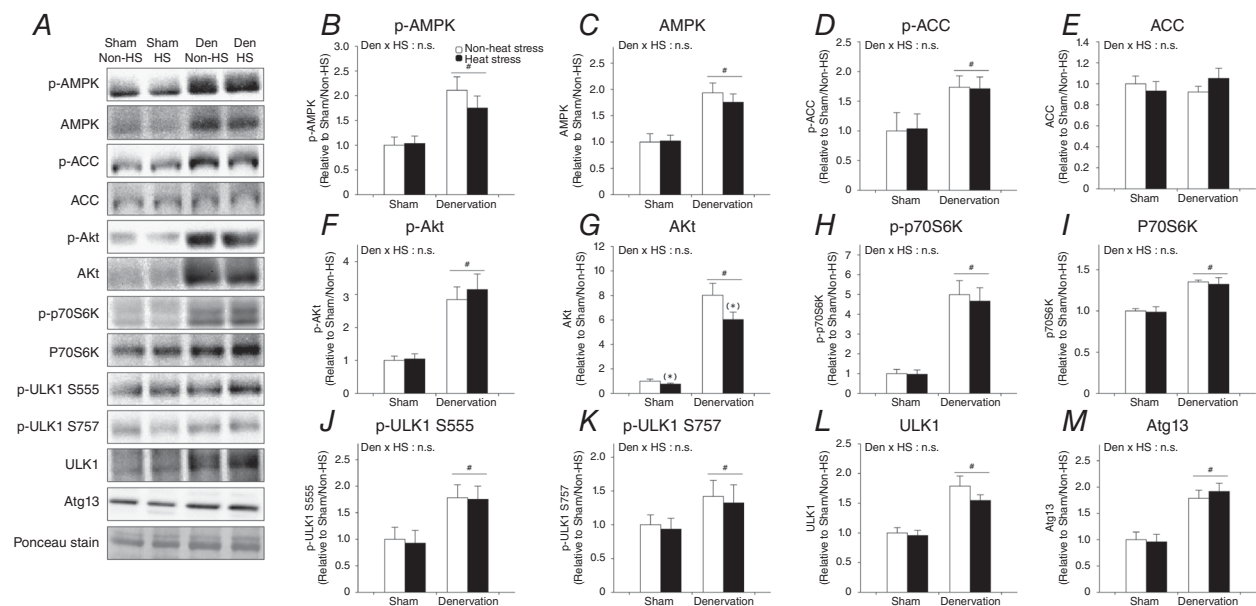 A
Sham Sham Den Den
Non-HS HS Non-HS HS
p-AMPK
AMPK
p-ACC
ACC
p-Akt
AKt
p-p70S6K
P70S6K
p-ULK1 S555
p-ULK1 S757
ULK1
Atg13
Ponceau stain
B p-AMPK
Den x HS : n.s.
Non-heat stress
Heat stress
#
p-AMPK
(Relative to Sham/Non-HS)
3.0
2.5
2.0
1.5
1.0
0.5
0.0
Sham Denervation
C AMPK
Den x HS : n.s.
#
AMPK
(Relative to Sham/Non-HS)
3.0
2.5
2.0
1.5
1.0
0.5
0.0
Sham Denervation
D p-ACC
Den x HS : n.s.
#
p-ACC
(Relative to Sham/Non-HS)
2.5
2.0
1.5
1.0
0.5
0.0
Sham Denervation
E ACC
Den x HS : n.s.
ACC
(Relative to Sham/Non-HS)
1.5
1.0
0.5
0.0
Sham Denervation
F p-Akt
Den x HS : n.s.
#
p-AKt
(Relative to Sham/Non-HS)
4
3
2
1
0
Sham Denervation
G AKt
Den x HS : n.s.
#
(*)
(*)
AKt
(Relative to Sham/Non-HS)
10
8
6
4
2
0
Sham Denervation
H p-p70S6K
Den x HS : n.s.
#
p-p70S6K
(Relative to Sham/Non-HS)
7
6
5
4
3
2
1
0
Sham Denervation
I P70S6K
Den x HS : n.s.
#
p70S6K
(Relative to Sham/Non-HS)
1.5
1.0
0.5
0.0
Sham Denervation
J p-ULK1 S555
Den x HS : n.s.
#
p-ULK1 S555
(Relative to Sham/Non-HS)
2.5
2.0
1.5
1.0
0.5
0.0
Sham Denervation
K p-ULK1 S757
Den x HS : n.s.
#
p-ULK1 S757
(Relative to Sham/Non-HS)
2.0
1.5
1.0
0.5
0.0
Sham Denervation
L ULK1
Den x HS : n.s.
#
ULK1
(Relative to Sham/Non-HS)
2.5
2.0
1.5
1.0
0.5
0.0
Sham Denervation
M Atg13
Den x HS : n.s.
#
Atg13
(Relative to Sham/Non-HS)
2.5
2.0
1.5
1.0
0.5
0.0
Sham Denervation